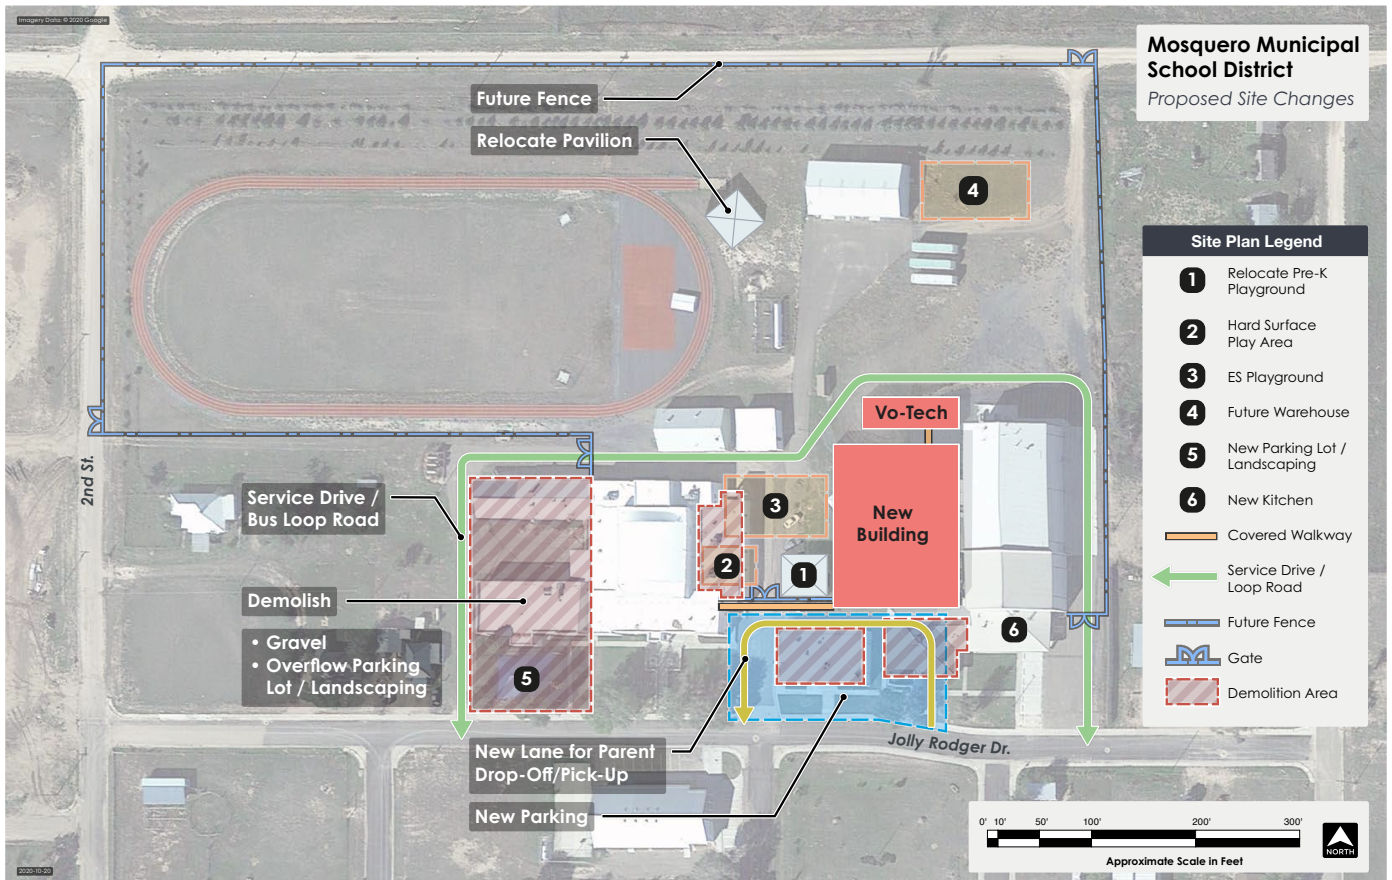 Imagery Data: © 2020 Google
Mosquero Municipal
School District
Proposed Site Changes
Future Fence
Relocate Pavilion
4
Site Plan Legend
1
Relocate Pre-K
Playground
2
Hard Surface
Play Area
3
ES Playground
4
Future Warehouse
5
New Parking Lot /
Landscaping
6
New Kitchen
Covered Walkway
Service Drive /
Loop Road
Future Fence
Gate
Demolition Area
Vo-Tech
2nd St.
Service Drive /
Bus Loop Road
3
New
Building
2
1
Demolish
• Gravel
• Overflow Parking
Lot / Landscaping
5
6
New Lane for Parent
Drop-Off/Pick-Up
Jolly Rodger Dr.
New Parking
0' 10' 50' 100' 200' 300'
Approximate Scale in Feet
NORTH
2020-10-20